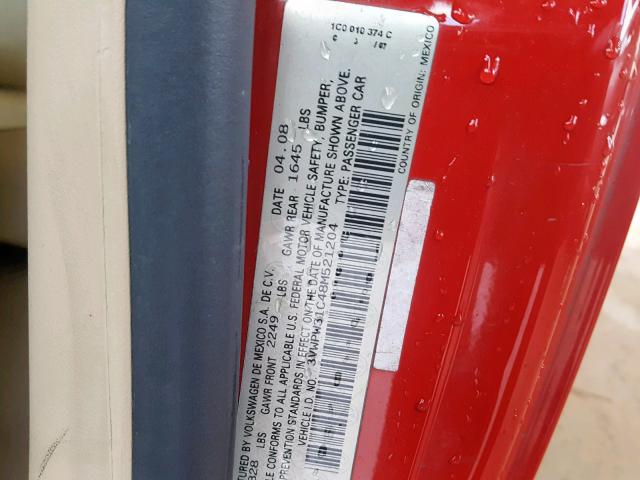 1C0 010 374 C
TURED BY VOLKSWAGEN DE MEXICO S.A. DE C.V. DATE 04.08
LBS GAWR FRONT 2249 LBS GAWR REAR 1645 LBS
LE CONFORMS TO ALL APPLICABLE U.S. FEDERAL MOTOR VEHICLE SAFETY, BUMPER,
PREVENTION STANDARDS IN EFFECT ON THE DATE OF MANUFACTURE SHOWN ABOVE.
VEHICLE I.D. NO.: 3VWPW31C48M521204 TYPE: PASSENGER CAR
COUNTRY OF ORIGIN: MEXICO